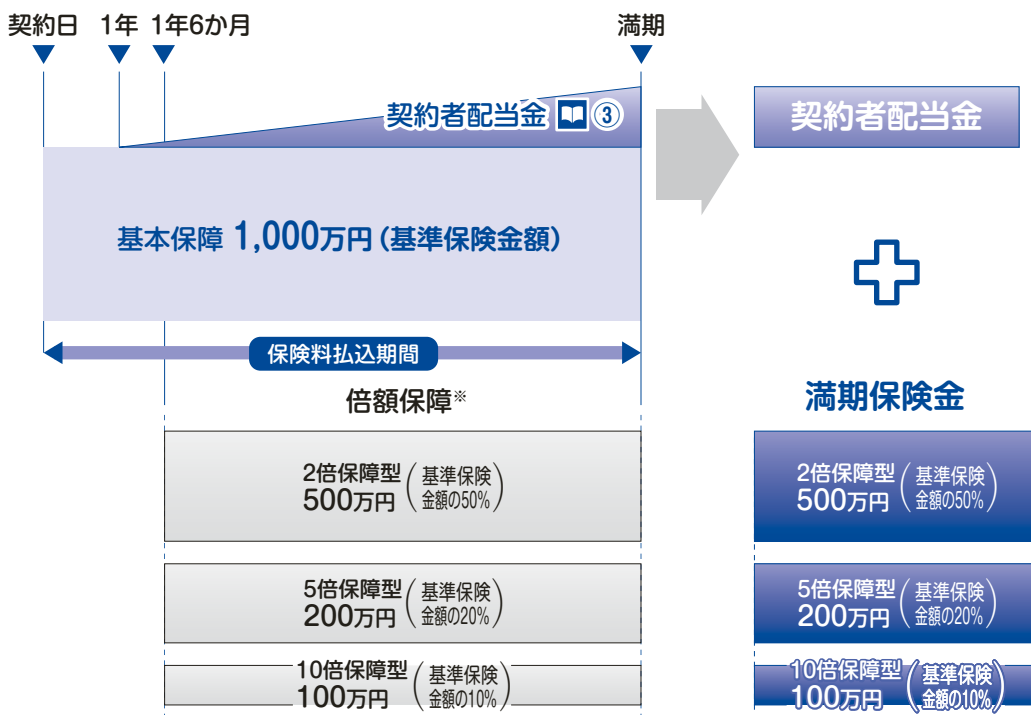 契約日 1年 1年6か月 満期
契約者配当金 ③
契約者配当金
基本保障 1,000万円(基準保険金額)
保険料払込期間
倍額保障※
満期保険金
2倍保障型(基準保険
500万円 金額の50%)
2倍保障型(基準保険
500万円 金額の50%)
5倍保障型(基準保険
200万円 金額の20%)
5倍保障型(基準保険
200万円 金額の20%)
10倍保障型(基準保険
100万円 金額の10%)
10倍保障型(基準保険
100万円 金額の10%)